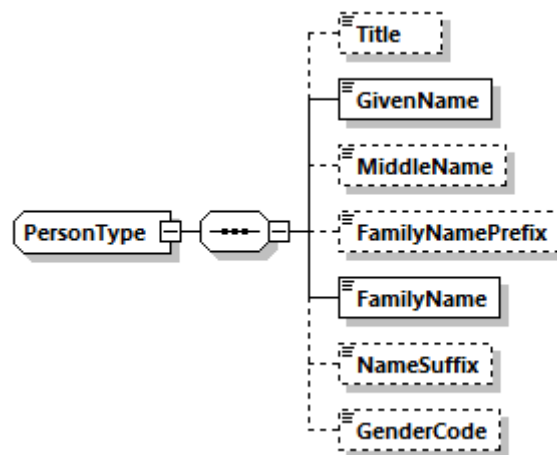 Title
GivenName
MiddleName
PersonType
FamilyNamePrefix
FamilyName
NameSuffix
GenderCode